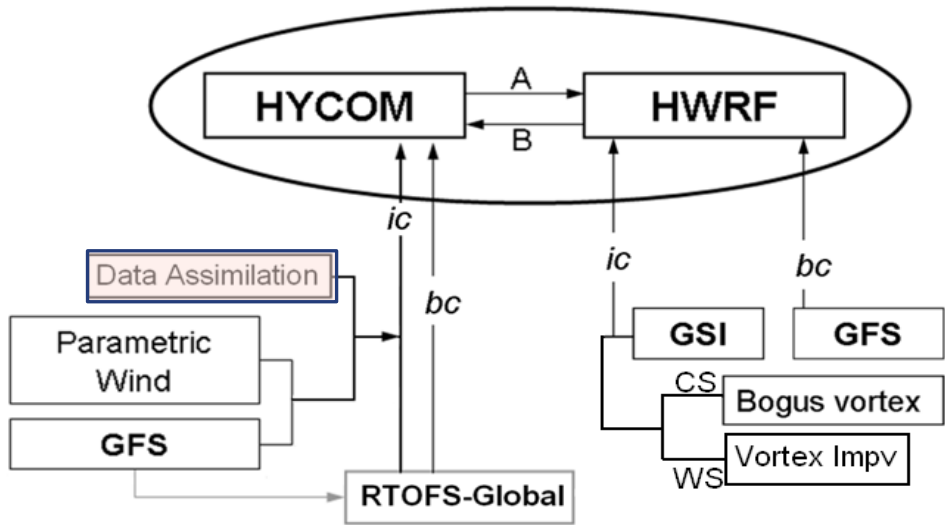 HYCOM
A
HWRF
B
ic
bc
ic
bc
Data Assimilation
Parametric
Wind
GFS
RTOFS-Global
GSI
GFS
CS
Bogus vortex
WS
Vortex Impv